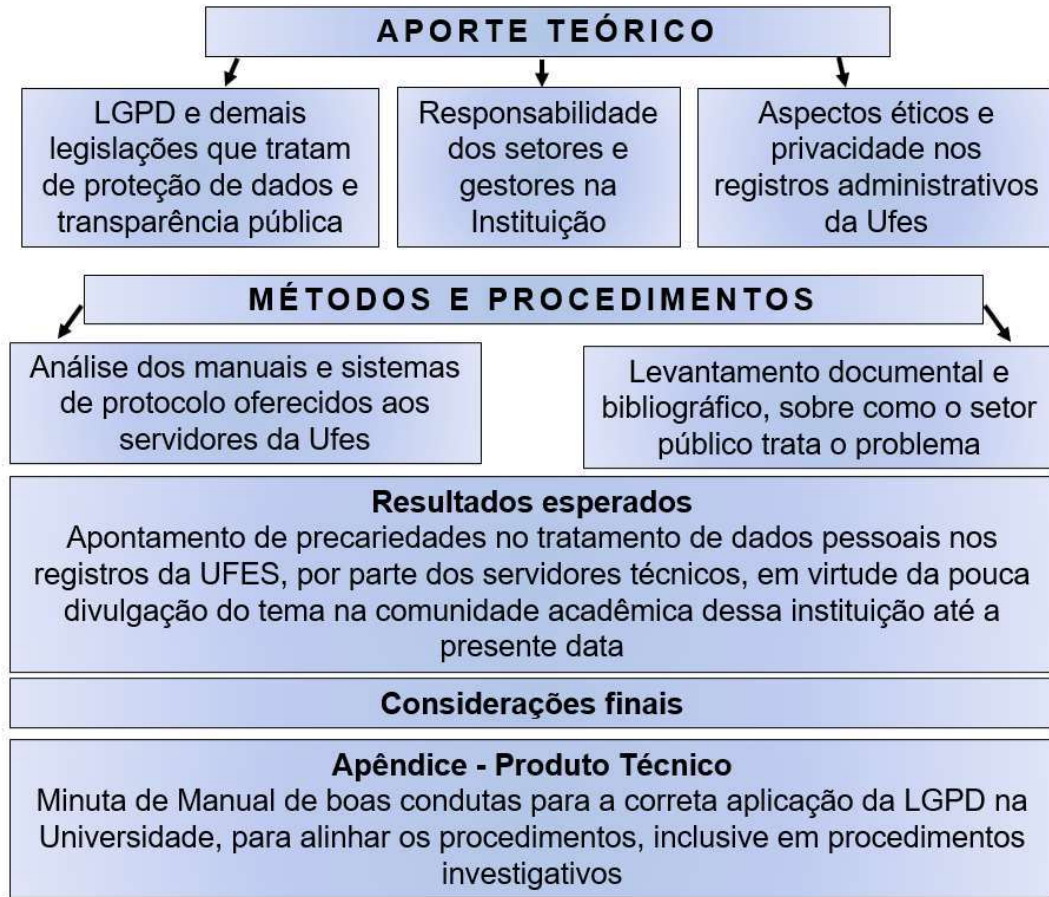 APORTE TEÓRICO
LGPD e demais
legislações que tratam
de proteção de dados e
transparência pública
Responsabilidade
dos setores e
gestores na
Instituição
Aspectos éticos e
privacidade nos
registros administrativos
da Ufes
MÉTODOS E PROCEDIMENTOS
Análise dos manuais e sistemas
de protocolo oferecidos aos
servidores da Ufes
Levantamento documental e
bibliográfico, sobre como o setor
público trata o problema
Resultados esperados
Apontamento de precariedades no tratamento de dados pessoais nos
registros da UFES, por parte dos servidores técnicos, em virtude da pouca
divulgação do tema na comunidade acadêmica dessa instituição até a
presente data
Considerações finais
Apêndice - Produto Técnico
Minuta de Manual de boas condutas para a correta aplicação da LGPD na
Universidade, para alinhar os procedimentos, inclusive em procedimentos
investigativos